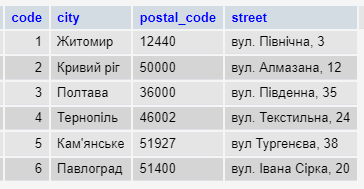 code city postal_code street
1 Житомир 12440 вул. Північна, 3
2 Кривий ріг 50000 вул. Алмазана, 12
3 Полтава 36000 вул. Південна, 35
4 Тернопіль 46002 вул. Текстильна, 24
5 Кам'янське 51927 вул Тургенєва, 38
6 Павлоград 51400 вул. Івана Сірка, 20